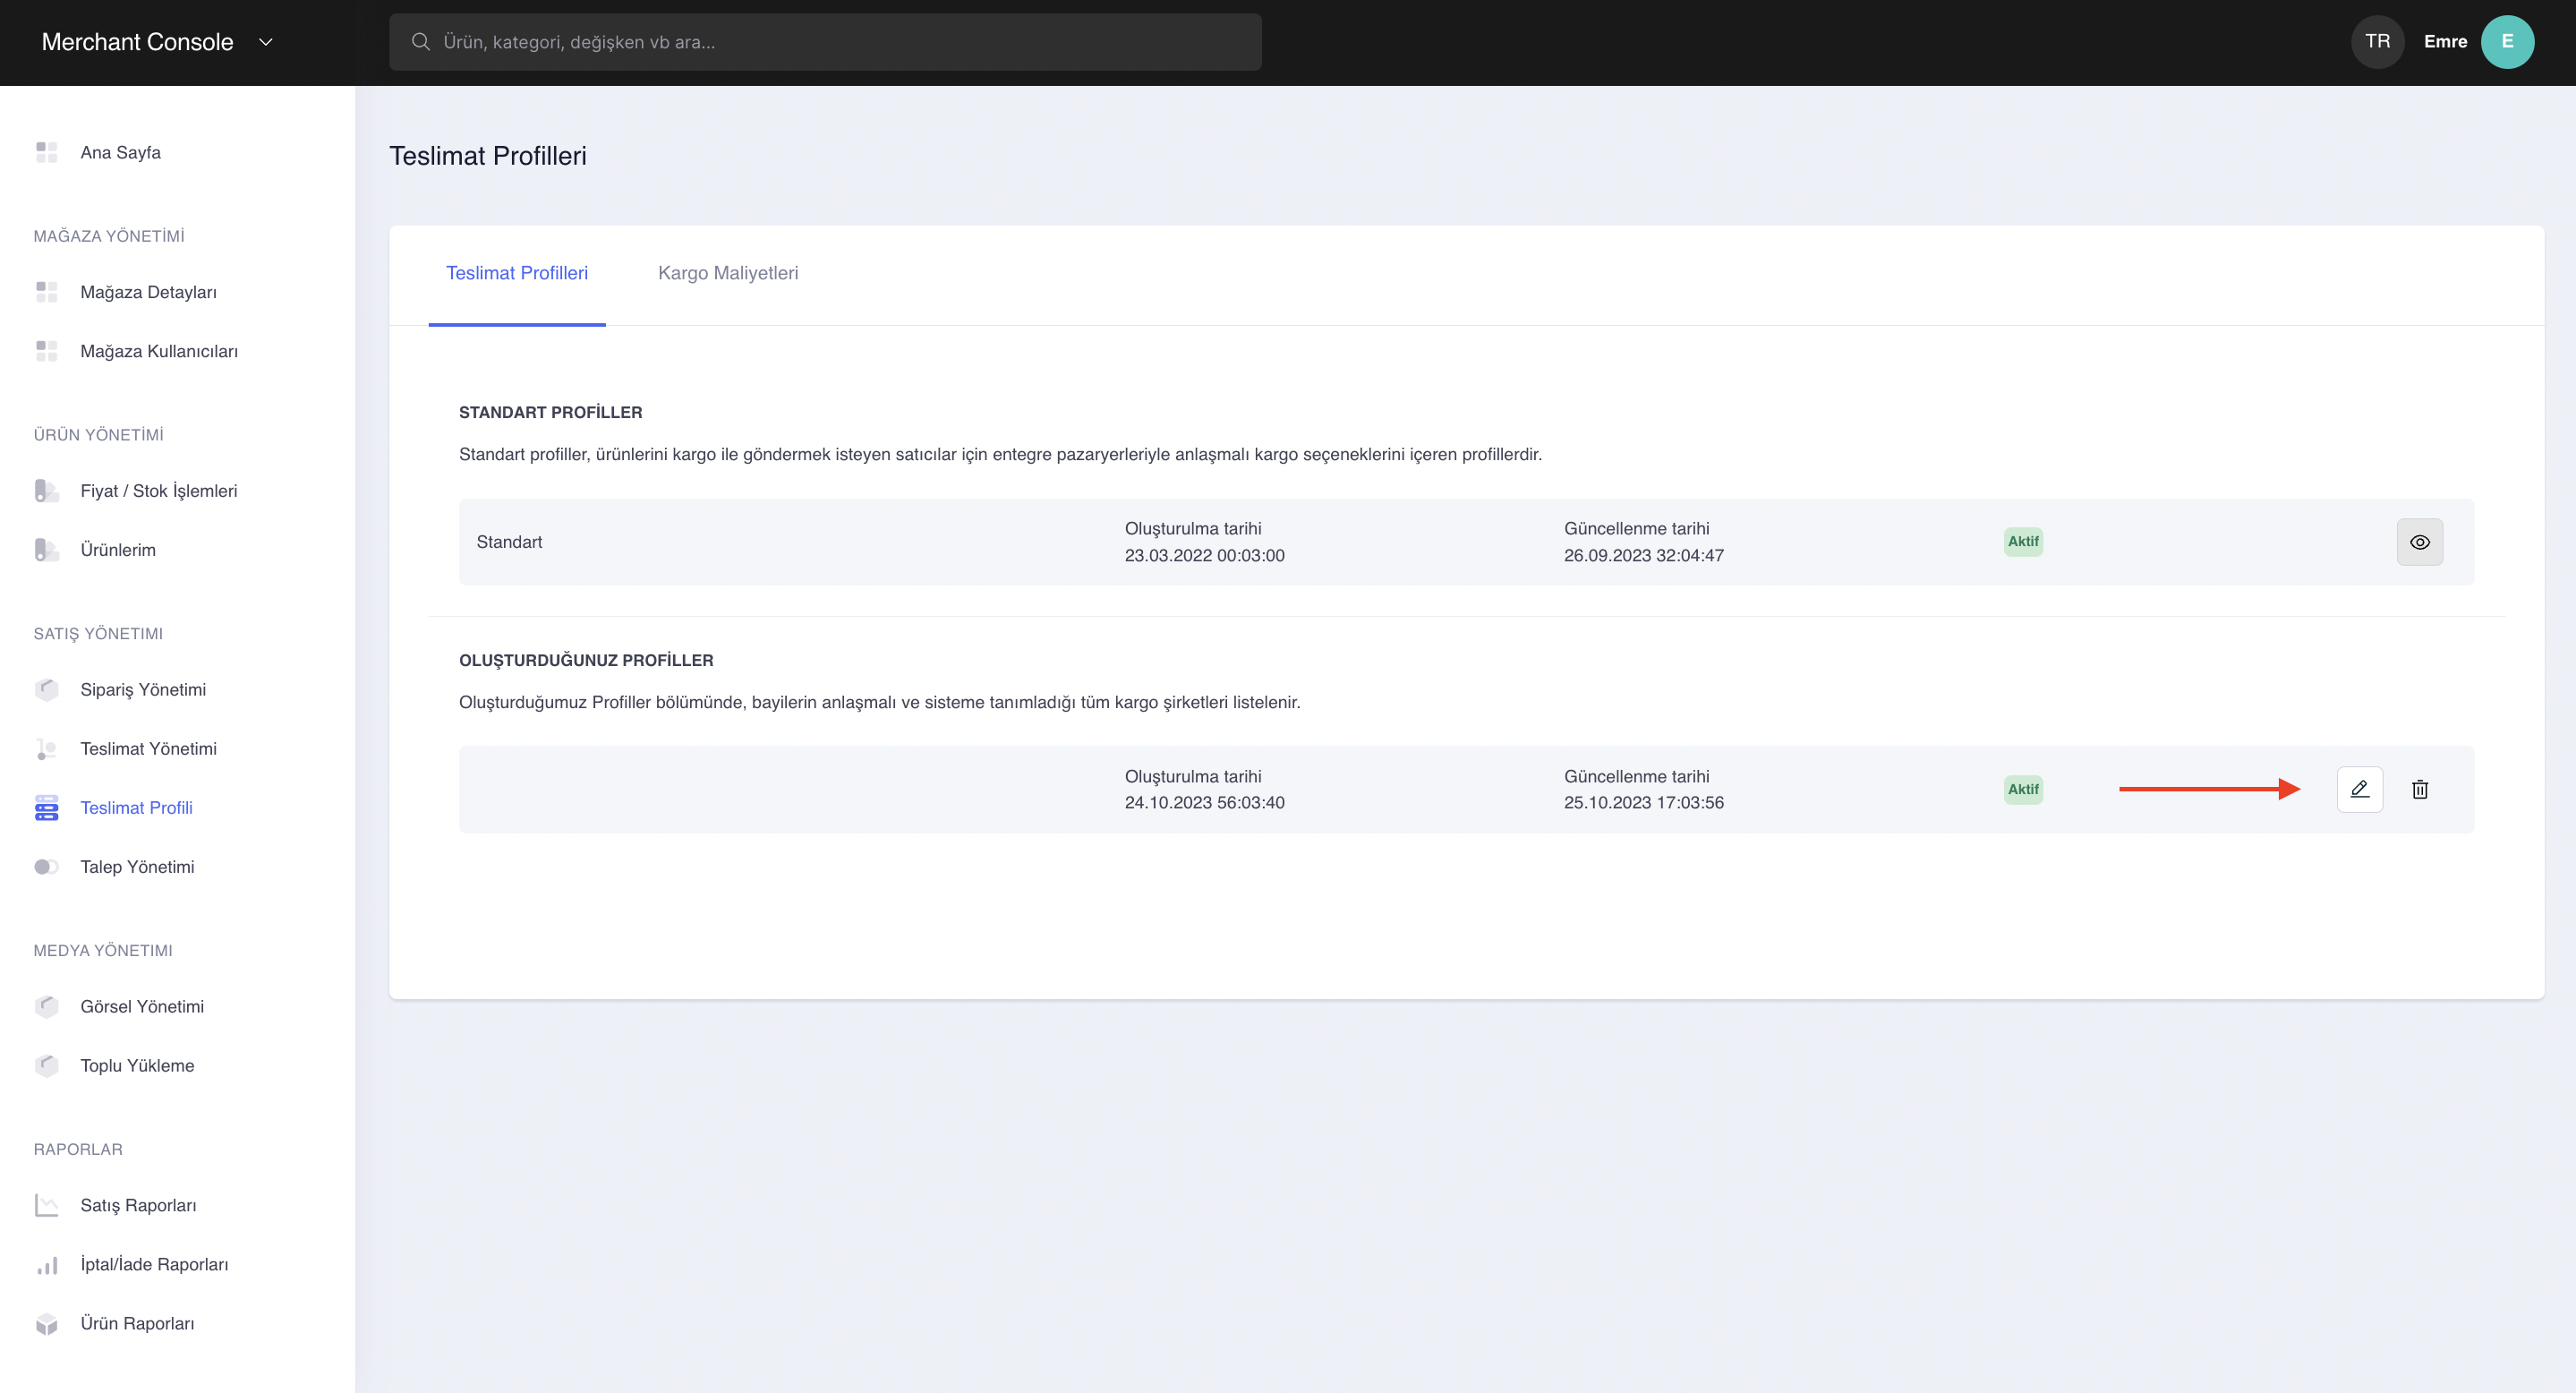 Merchant Console
Ürün, kategori, değişken vb ara...
TR
Emre
E
Ana Sayfa
MAĞAZA YÖNETİMİ
Mağaza Detayları
Mağaza Kullanıcıları
ÜRÜN YÖNETİMİ
Fiyat / Stok İşlemleri
Ürünlerim
SATIŞ YÖNETIMI
Sipariş Yönetimi
Teslimat Yönetimi
Teslimat Profili
Talep Yönetimi
MEDYA YÖNETIMI
Görsel Yönetimi
Toplu Yükleme
RAPORLAR
Satış Raporları
İptal/İade Raporları
Ürün Raporları
Teslimat Profilleri
Teslimat Profilleri
Kargo Maliyetleri
STANDART PROFİLLER
Standart profiller, ürünlerini kargo ile göndermek isteyen satıcılar için entegre pazaryerleriyle anlaşmalı kargo seçeneklerini içeren profillerdir.
Standart
Oluşturulma tarihi
23.03.2022 00:03:00
Güncellenme tarihi
26.09.2023 32:04:47
Aktif
OLUŞTURDUĞUNUZ PROFİLLER
Oluşturduğumuz Profiller bölümünde, bayilerin anlaşmalı ve sisteme tanımladığı tüm kargo şirketleri listelenir.
Oluşturulma tarihi
24.10.2023 56:03:40
Güncellenme tarihi
25.10.2023 17:03:56
Aktif